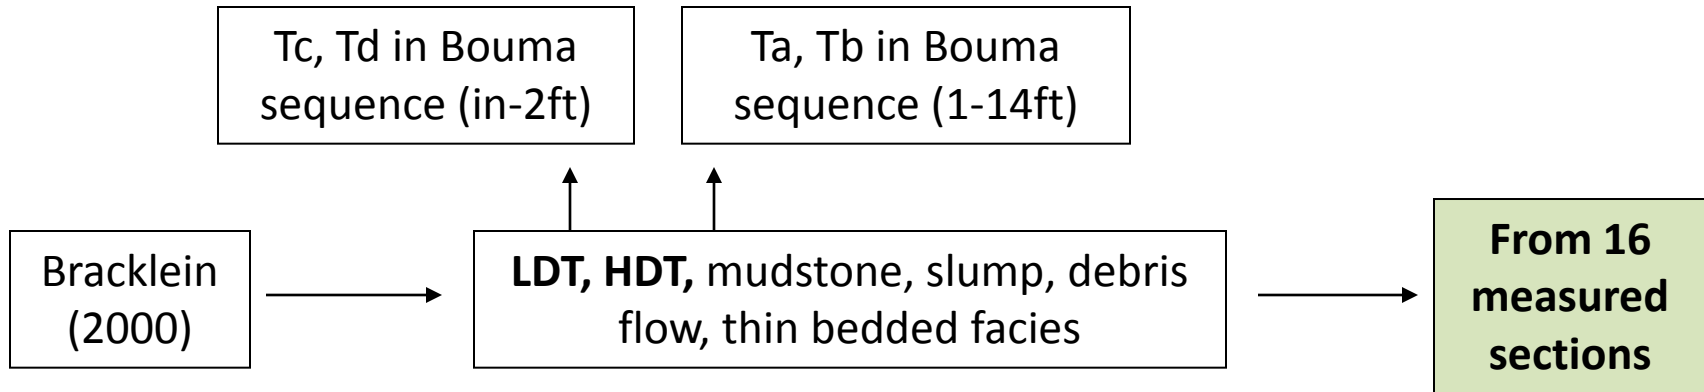 Tc, Td in Bouma
sequence (in-2ft)
Ta, Tb in Bouma
sequence (1-14ft)
Bracklein
(2000)
LDT, HDT, mudstone, slump, debris
flow, thin bedded facies
From 16
measured
sections